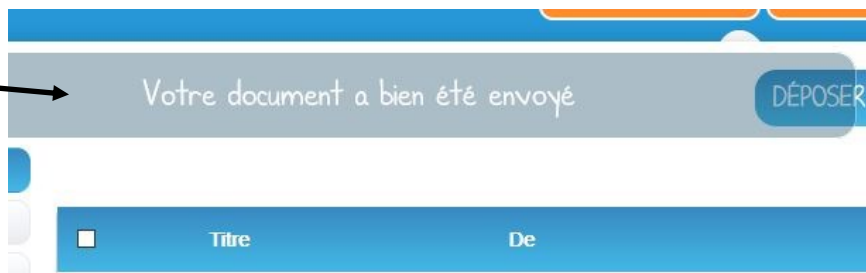 Votre document a bien été envoyé
DÉPOSER
Titre De